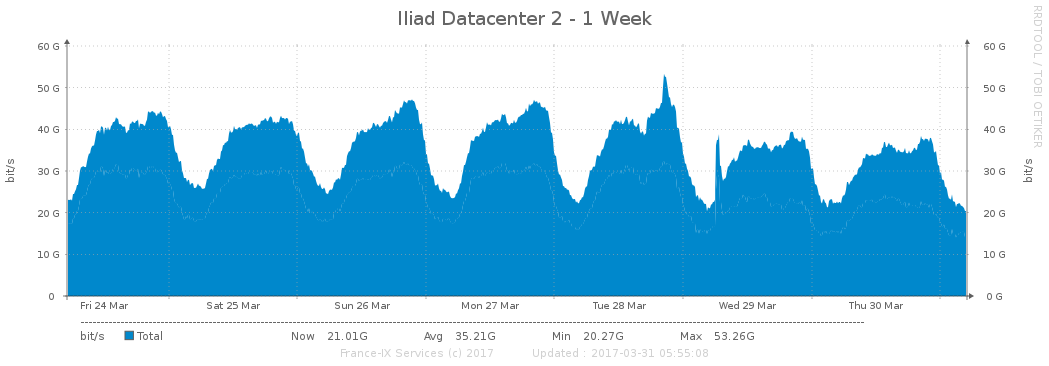 Iliad Datacenter 2 - 1 Week
RRDTOOL / TOBI OETIKER
60 G 60 G
50 G 50 G
40 G 40 G
30 G 30 G
20 G 20 G
10 G 10 G
0 0 G
bit/s
bit/s
Fri 24 Mar Sat 25 Mar Sun 26 Mar Mon 27 Mar Tue 28 Mar Wed 29 Mar Thu 30 Mar
bit/s Total Now 21.01G Avg 35.21G Min 20.27G Max 53.26G
France-IX Services (c) 2017 Updated : 2017-03-31 05:55:08